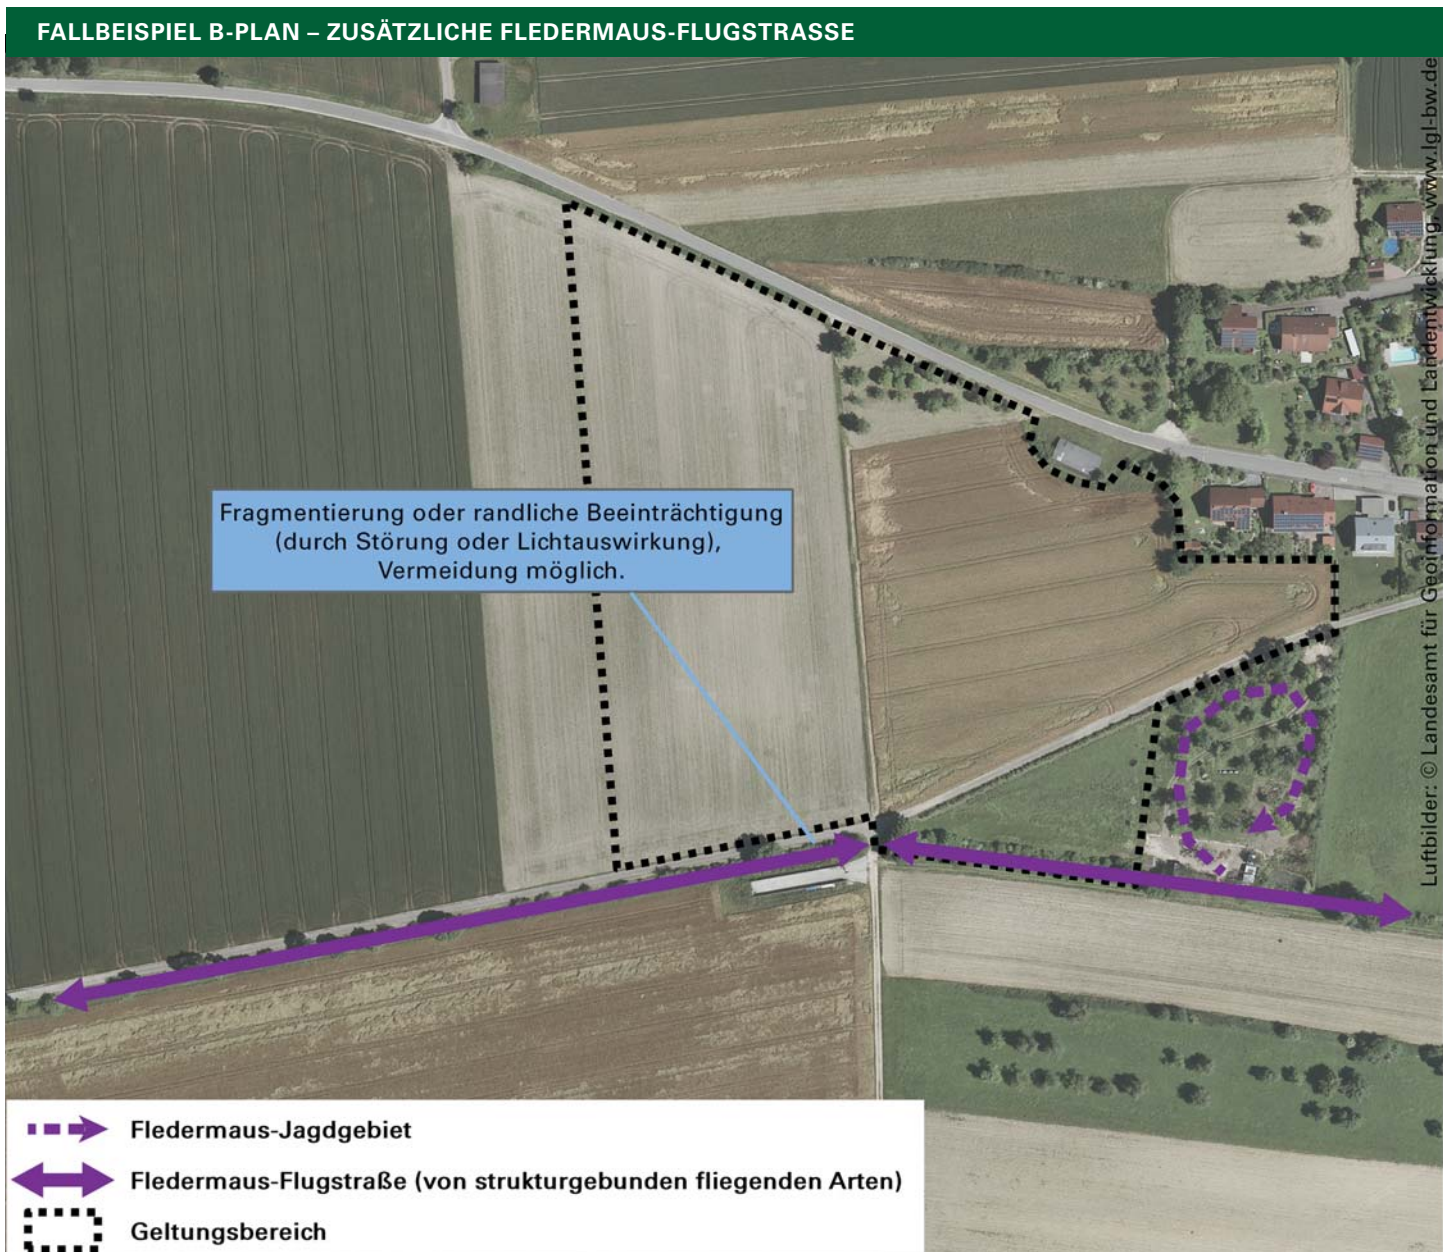 FALLBEISPIEL B-PLAN – ZUSÄTZLICHE FLEDERMAUS-FLUGSTRASSE
Fragmentierung oder randliche Beeinträchtigung
(durch Störung oder Lichtauswirkung),
Vermeidung möglich.
Luftbilder: © Landesamt für Geoinformation und Landentwicklung, www.lgl-bw.de
Fledermaus-Jagdgebiet
Fledermaus-Flugstraße (von strukturgebunden fliegenden Arten)
Geltungsbereich